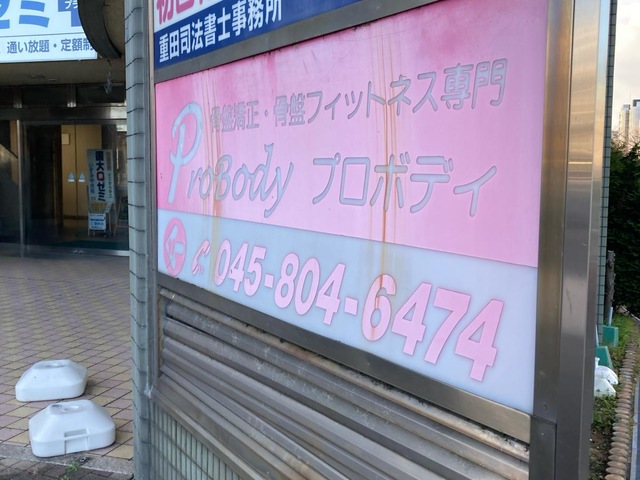 通い放題・定額制
重田司法書士事務所
骨盤矯正・骨盤フィットネス専門
ProBody プロボディ
045-804-6474